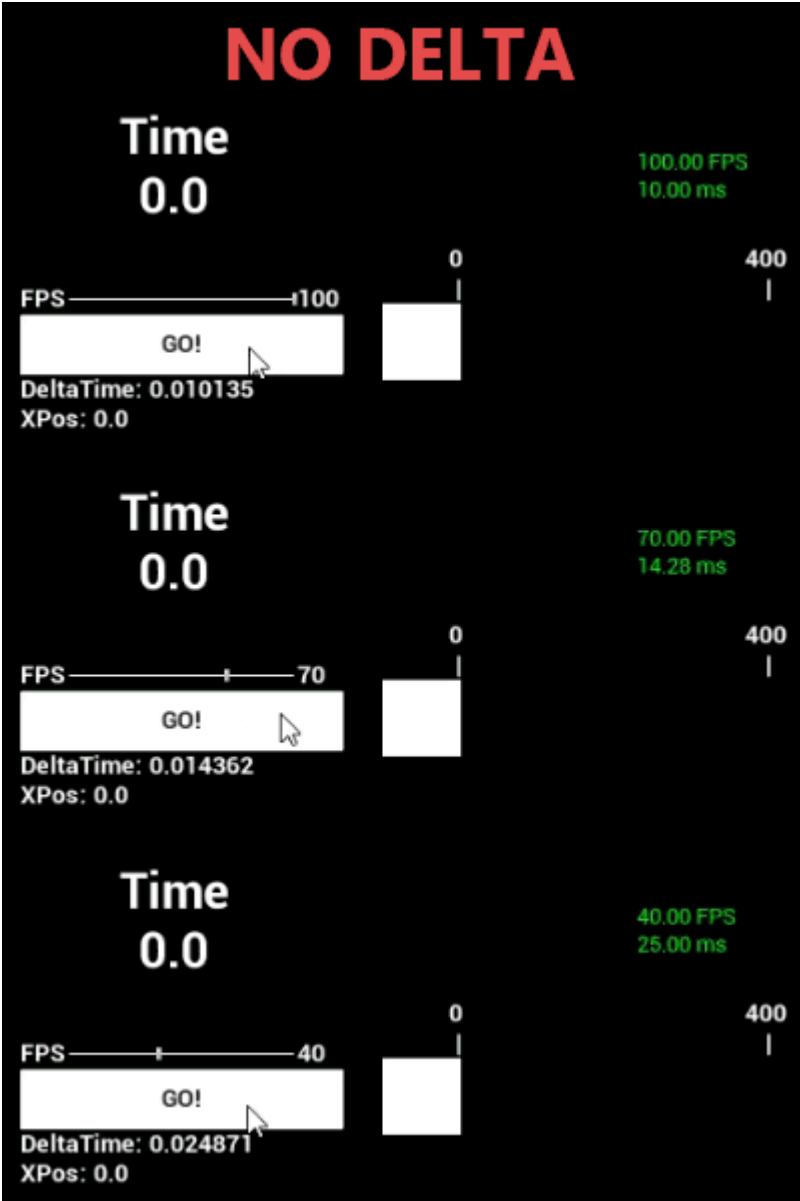 NO DELTA
Time
0.0
100.00 FPS
10.00 ms
0 400
FPS 100
GO!
DeltaTime: 0.010135
XPos: 0.0
Time
0.0
70.00 FPS
14.28 ms
0 400
FPS 70
GO!
DeltaTime: 0.014362
XPos: 0.0
Time
0.0
40.00 FPS
25.00 ms
0 400
FPS 40
GO!
DeltaTime: 0.024871
XPos: 0.0